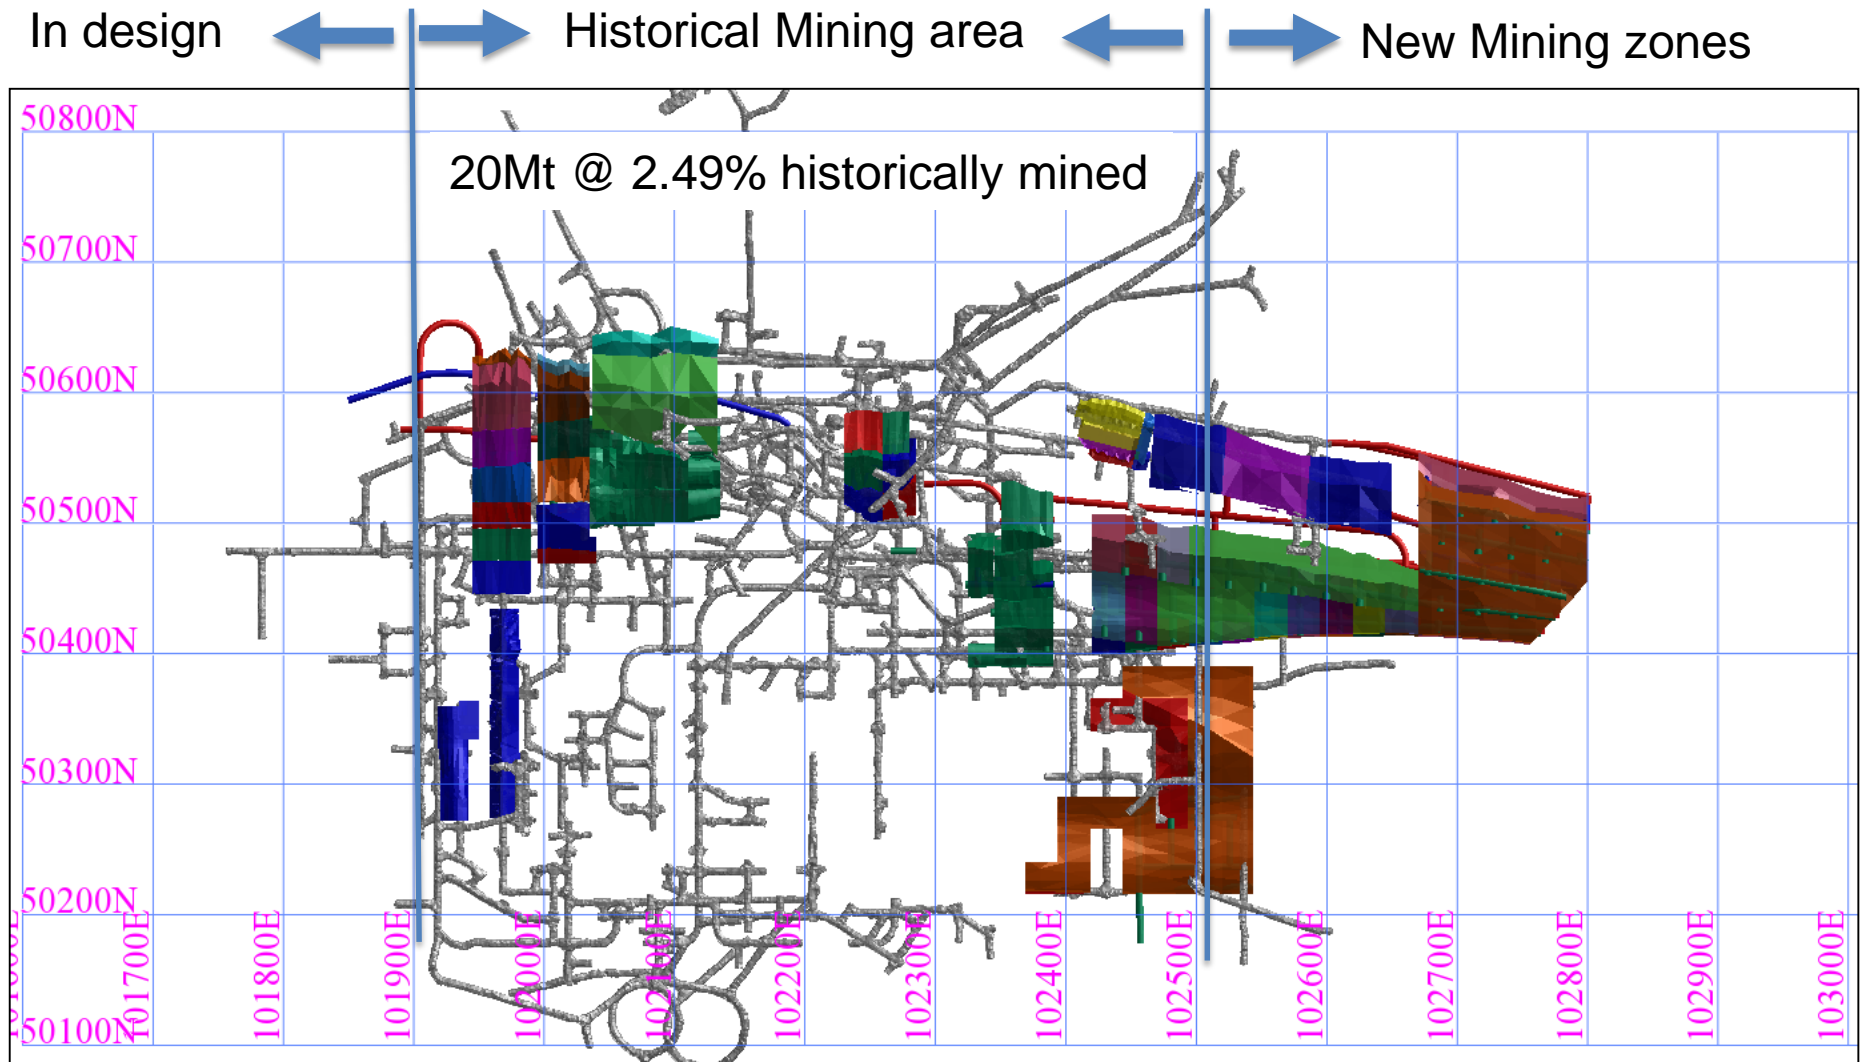 In design
Historical Mining area
New Mining zones
50800N
20Mt @ 2.49% historically mined
50700N
50600N
50500N
50400N
50300N
50200N
50100N
101700E
101800E
101900E
102000E
102100E
102200E
102300E
102400E
102500E
102600E
102700E
102800E
102900E
103000E